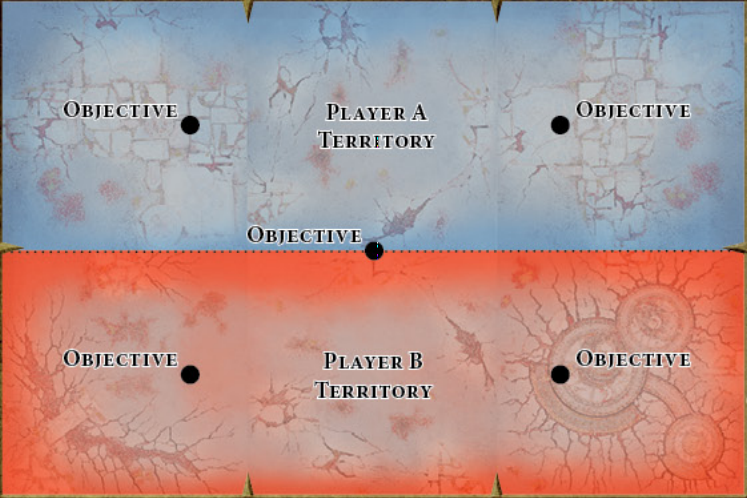 Objective
Player A
Territory
Objective
Objective
Objective
Player B
Territory
Objective